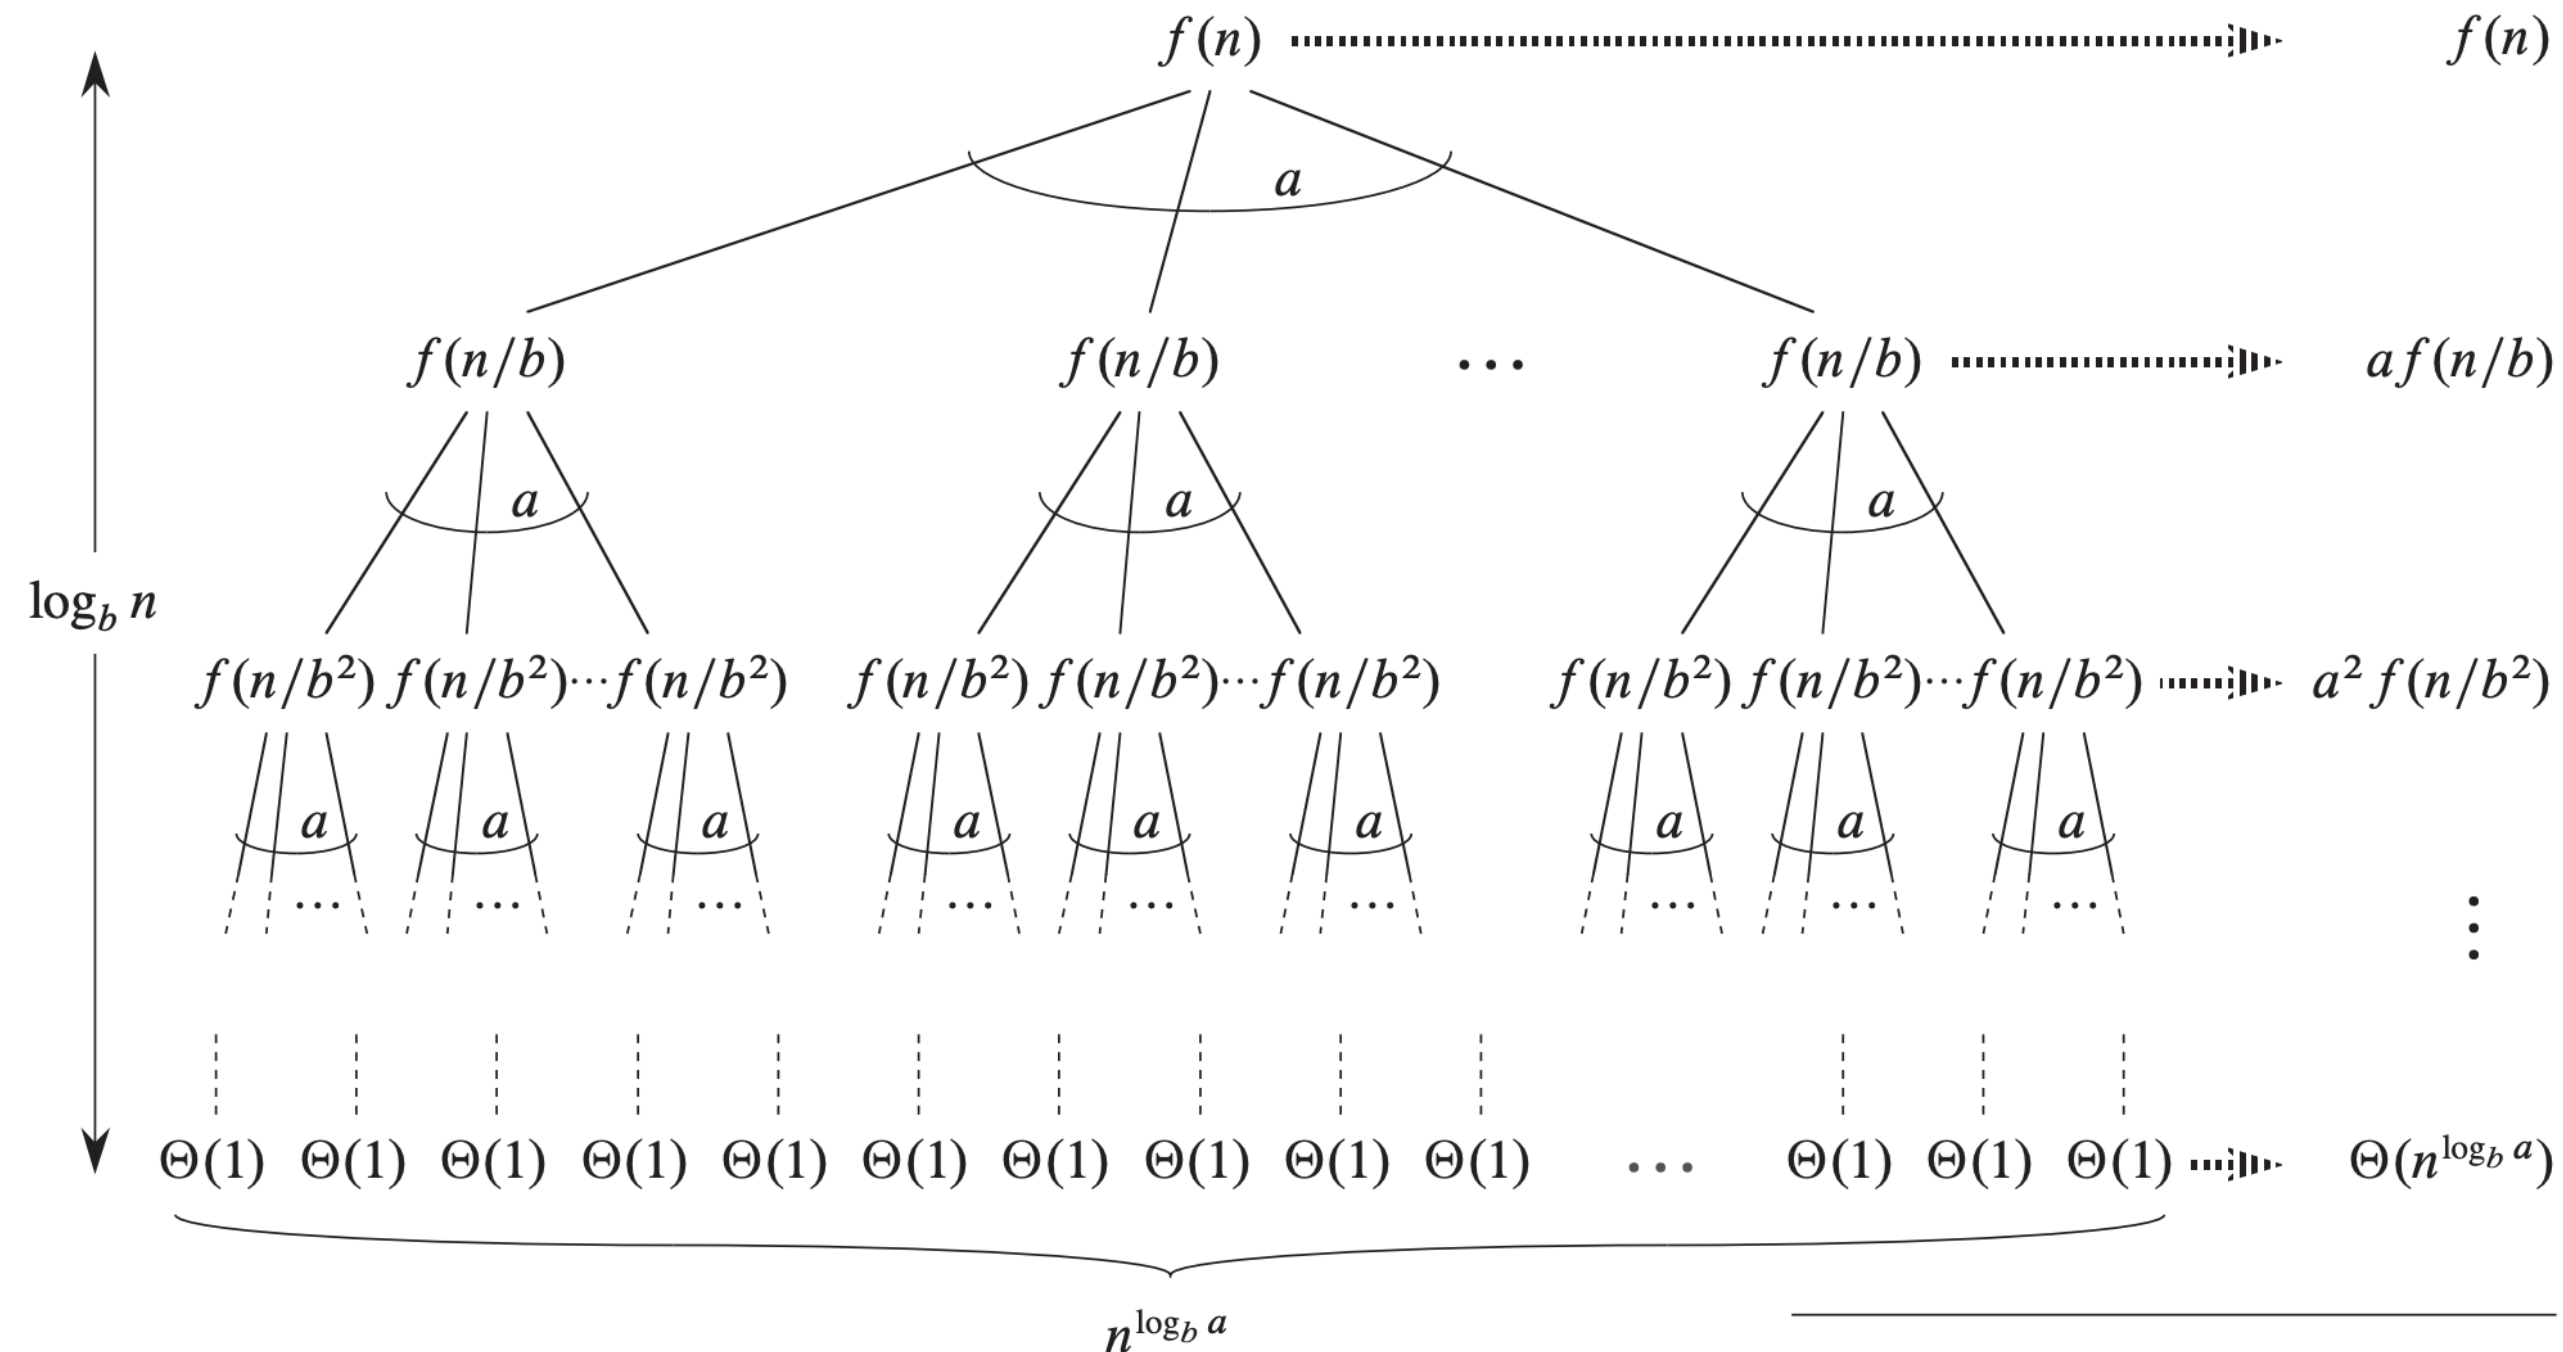 f(n) f(n)
a
f(n/b) f(n/b) ··· f(n/b) af(n/b)
a a a
log_b n
f(n/b²) f(n/b²)···f(n/b²) f(n/b²) f(n/b²)···f(n/b²) f(n/b²) f(n/b²)···f(n/b²) a² f(n/b²)
a a a a a a a a a
··· ··· ··· ··· ··· ··· ··· ··· ··· ⋮
Θ(1) Θ(1) Θ(1) Θ(1) Θ(1) Θ(1) Θ(1) Θ(1) Θ(1) Θ(1) ··· Θ(1) Θ(1) Θ(1) Θ(n^{log_b a})
n^{log_b a}